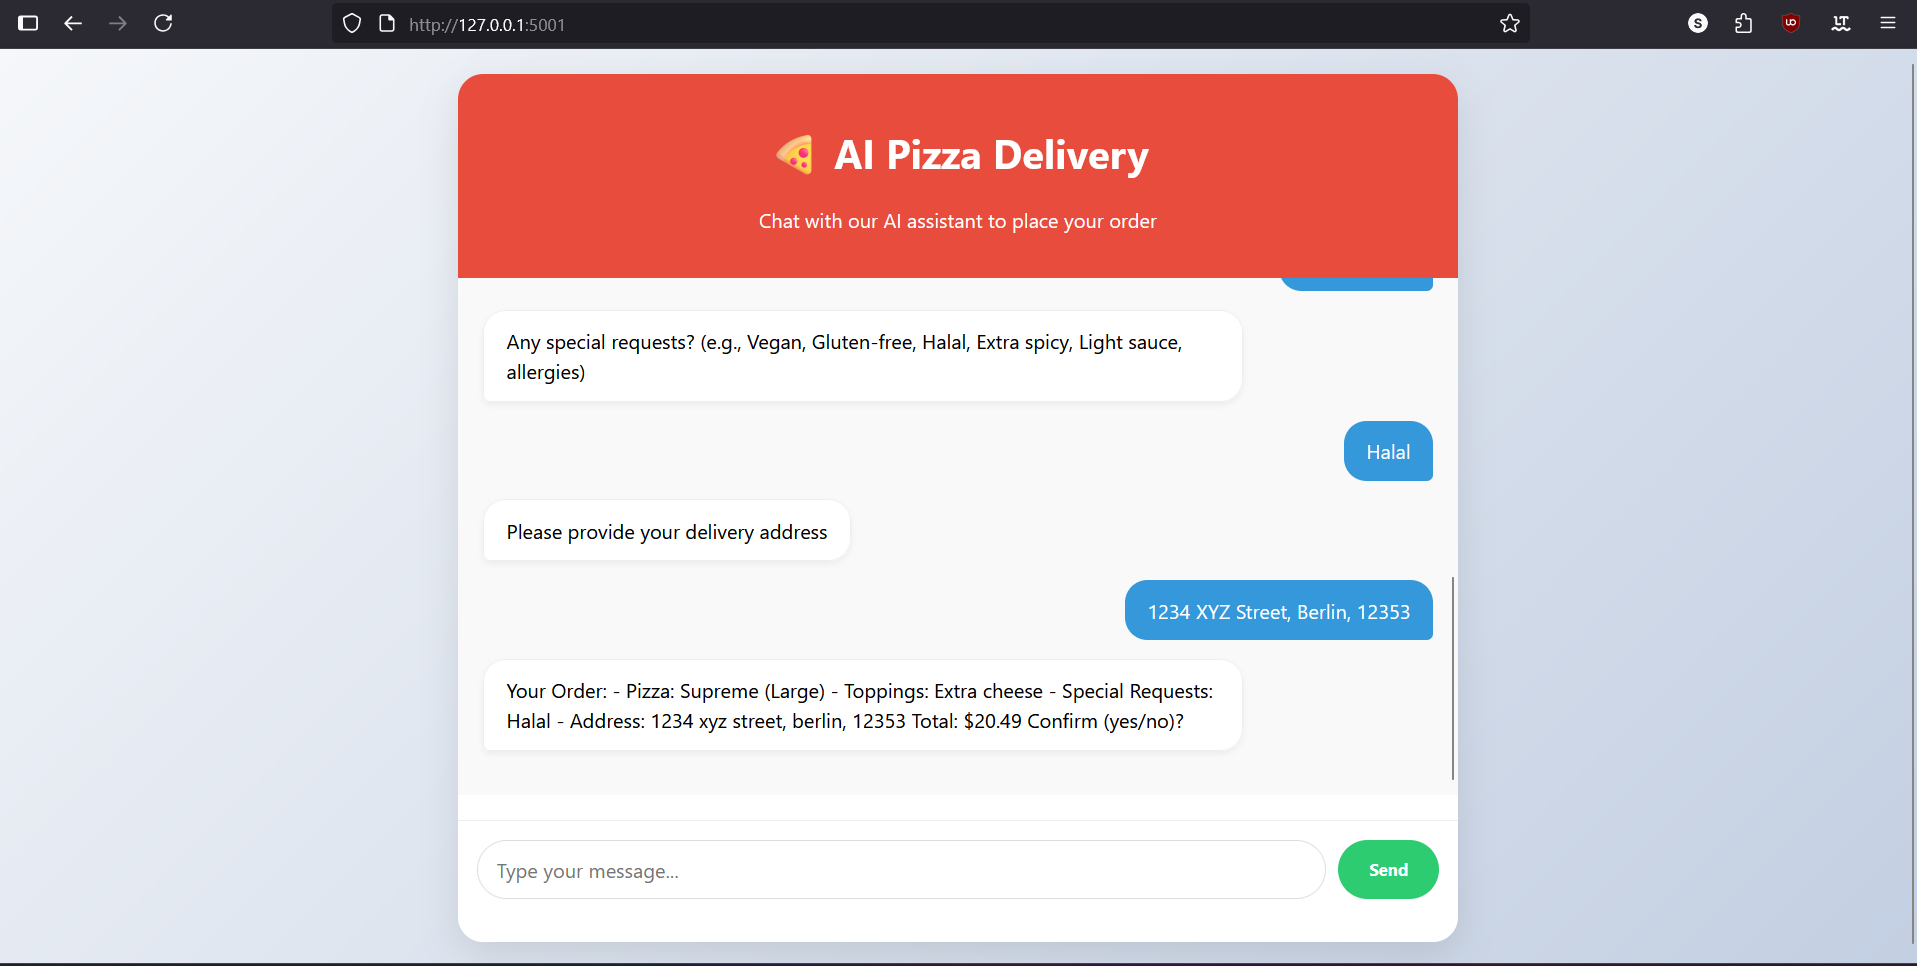 http://127.0.0.1:5001
S
UO
LT
AI Pizza Delivery
Chat with our AI assistant to place your order
Any special requests? (e.g., Vegan, Gluten-free, Halal, Extra spicy, Light sauce,
allergies)
Halal
Please provide your delivery address
1234 XYZ Street, Berlin, 12353
Your Order: - Pizza: Supreme (Large) - Toppings: Extra cheese - Special Requests:
Halal - Address: 1234 xyz street, berlin, 12353 Total: $20.49 Confirm (yes/no)?
Type your message...
Send